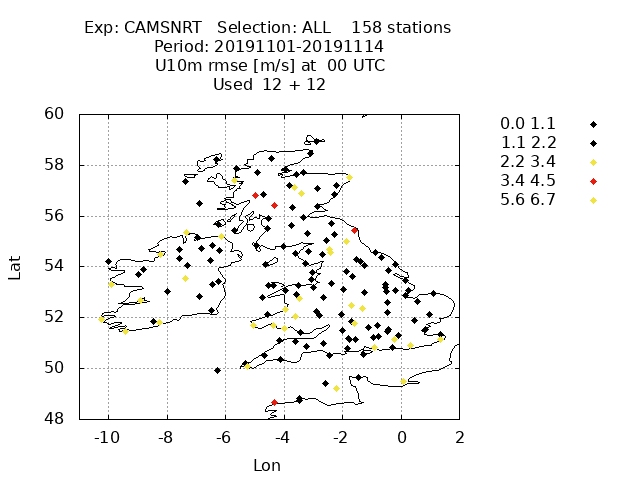 Exp: CAMSNRT   Selection: ALL    158 stations
Period: 20191101-20191114
U10m rmse [m/s] at  00 UTC
Used  12 + 12
0.0 1.1
1.1 2.2
2.2 3.4
3.4 4.5
5.6 6.7
60
58
56
54
52
50
48
Lat
-10 -8 -6 -4 -2 0 2
Lon